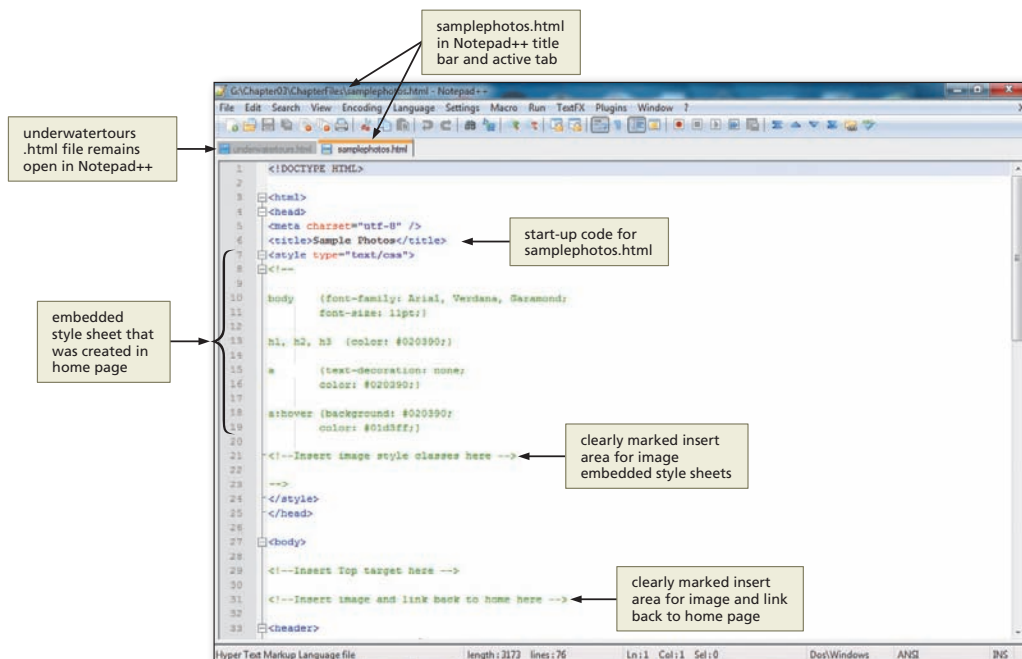 samplephotos.html
in Notepad++ title
bar and active tab
G:\Chapter03\ChapterFiles\samplephotos.html - Notepad++
File Edit Search View Encoding Language Settings Macro Run TextFX Plugins Window ?
X
underwatertours.html samplephotos.html
underwatertours
.html file remains
open in Notepad++
1 <!DOCTYPE HTML>
2
3 <html>
4 <head>
5 <meta charset="utf-8" />
6 <title>Sample Photos</title>
start-up code for
samplephotos.html
7 <style type="text/css">
8 <!--
9
10 body {font-family: Arial, Verdana, Garamond;
11 font-size: 11pt;}
12
13 h1, h2, h3 {color: #020390;}
14
15 a {text-decoration: none;
16 color: #020390;}
17
18 a:hover {background: #020390;
19 color: #01d3ff;}
20
embedded
style sheet that
was created in
home page
21 <!--Insert image style classes here -->
clearly marked insert
area for image
embedded style sheets
22
23 -->
24 </style>
25 </head>
26
27 <body>
28
29 <!--Insert Top target here -->
30
31 <!--Insert image and link back to home here -->
clearly marked insert
area for image and link
back to home page
32
33 <header>
Hyper Text Markup Language file length : 3173 lines : 76 Ln : 1 Col : 1 Sel : 0 Dos\Windows ANSI INS